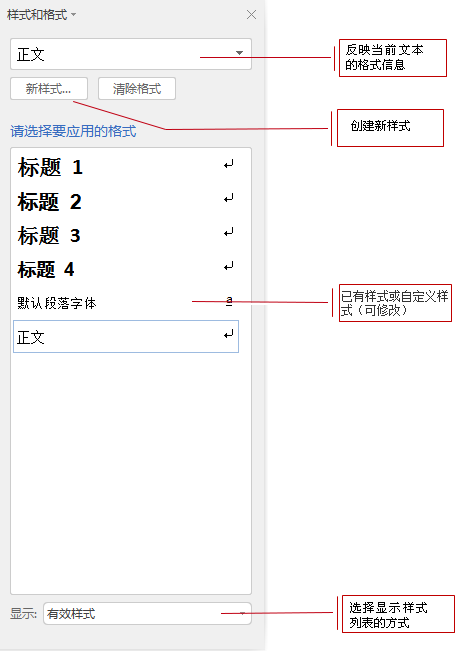 样式和格式
正文
反映当前文本
的格式信息
新样式...
清除格式
创建新样式
请选择要应用的格式
标题 1
标题 2
标题 3
标题 4
默认段落字体
a
已有样式或自定义样
式（可修改）
正文
显示:
有效样式
选择显示样式
列表的方式